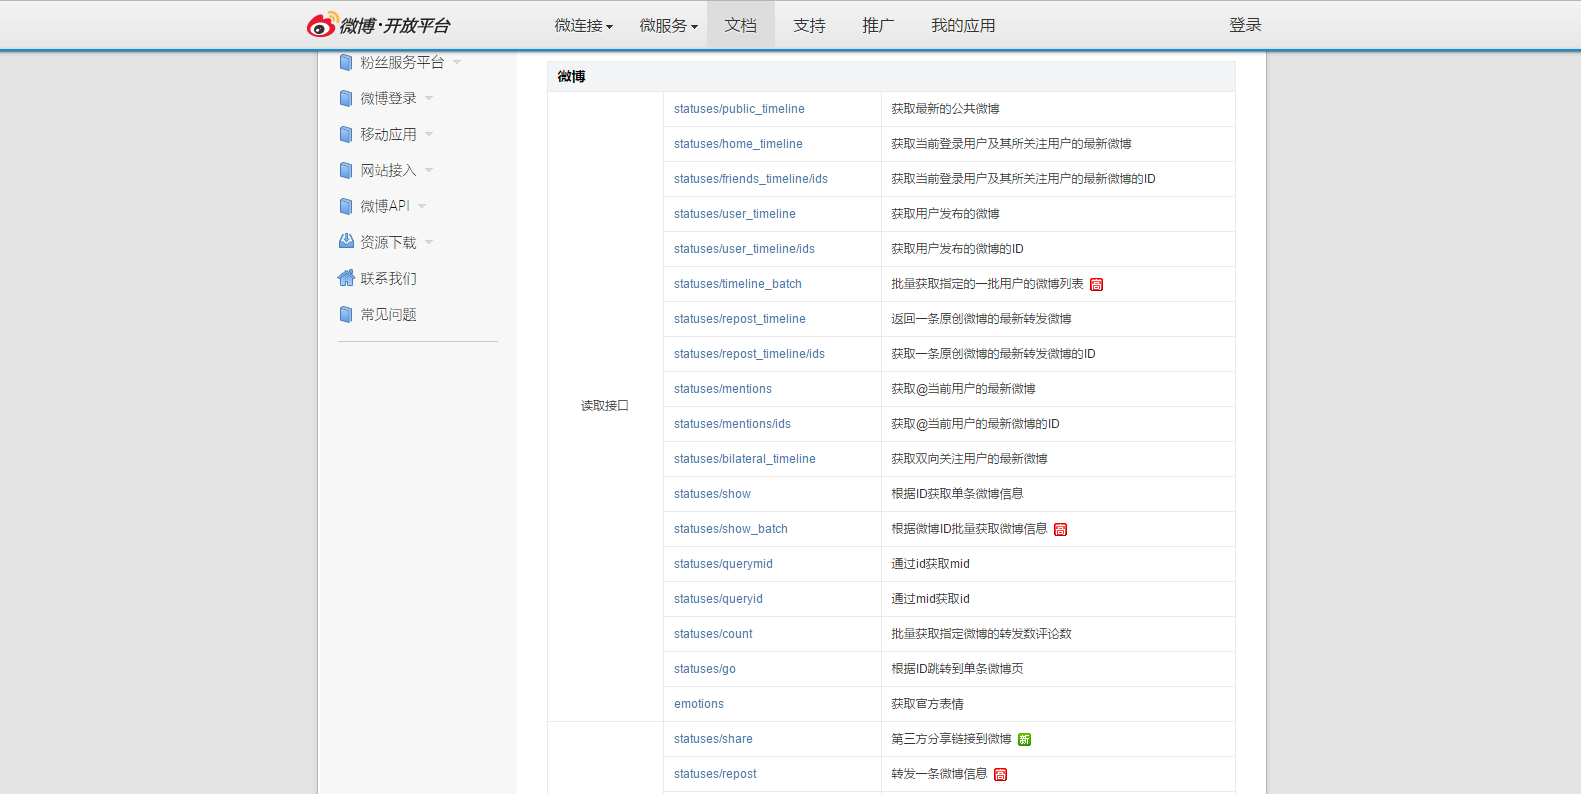 微博·开放平台 微连接 微服务 文档 支持 推广 我的应用 登录
粉丝服务平台
微博登录
移动应用
网站接入
微博API
资源下载
联系我们
常见问题
微博
读取接口
statuses/public_timeline 获取最新的公共微博
statuses/home_timeline 获取当前登录用户及其所关注用户的最新微博
statuses/friends_timeline/ids 获取当前登录用户及其所关注用户的最新微博的ID
statuses/user_timeline 获取用户发布的微博
statuses/user_timeline/ids 获取用户发布的微博的ID
statuses/timeline_batch 批量获取指定的一批用户的微博列表 高
statuses/repost_timeline 返回一条原创微博的最新转发微博
statuses/repost_timeline/ids 获取一条原创微博的最新转发微博的ID
statuses/mentions 获取@当前用户的最新微博
statuses/mentions/ids 获取@当前用户的最新微博的ID
statuses/bilateral_timeline 获取双向关注用户的最新微博
statuses/show 根据ID获取单条微博信息
statuses/show_batch 根据微博ID批量获取微博信息 高
statuses/querymid 通过id获取mid
statuses/queryid 通过mid获取id
statuses/count 批量获取指定微博的转发数评论数
statuses/go 根据ID跳转到单条微博页
emotions 获取官方表情
statuses/share 第三方分享链接到微博 新
statuses/repost 转发一条微博信息 高